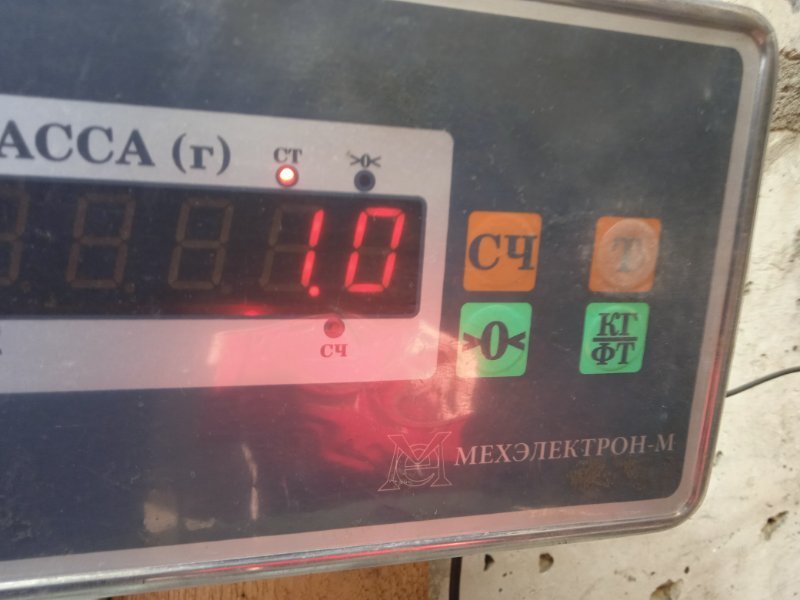 АССА (г)
СТ >0<
1.0
СЧ
СЧ Т
>0< КГ
ФТ
МЕХЭЛЕКТРОН-М